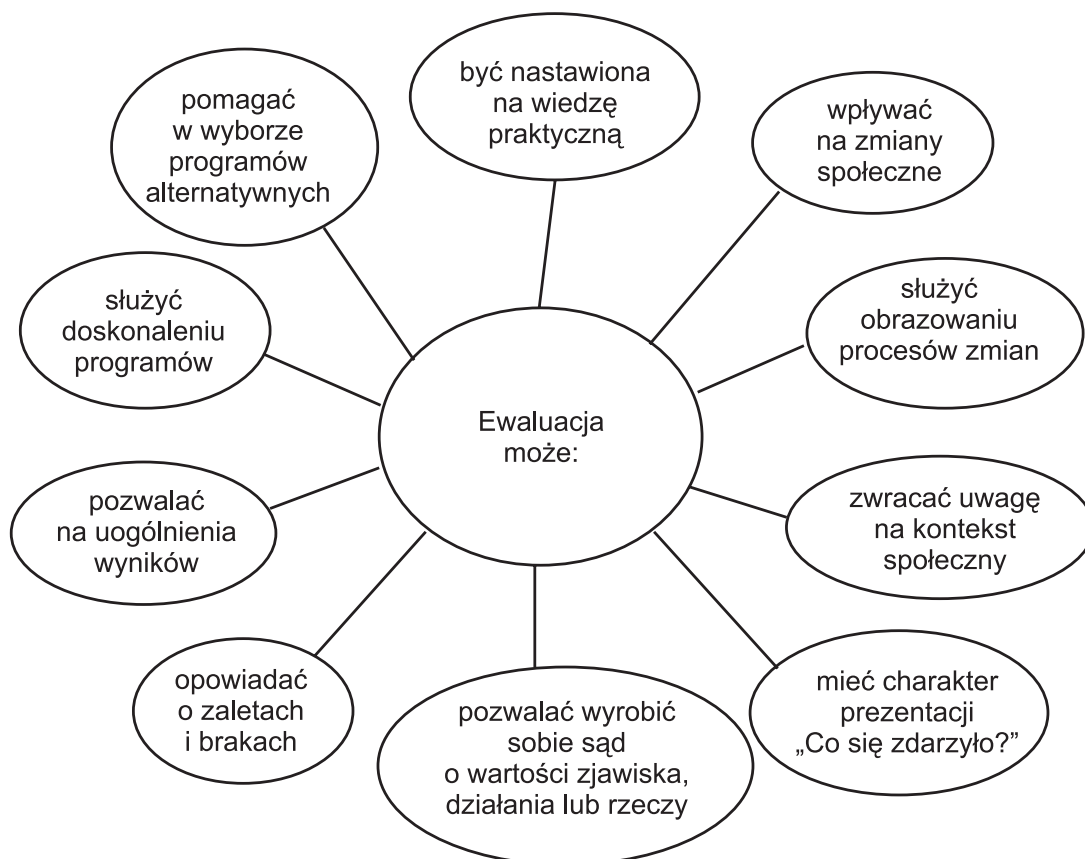 pomagać
w wyborze
programów
alternatywnych
być nastawiona
na wiedzę
praktyczną
wpływać
na zmiany
społeczne
służyć
doskonaleniu
programów
służyć
obrazowaniu
procesów zmian
Ewaluacja
może:
pozwalać
na uogólnienia
wyników
zwracać uwagę
na kontekst
społeczny
opowiadać
o zaletach
i brakach
pozwalać wyrobić
sobie sąd
o wartości zjawiska,
działania lub rzeczy
mieć charakter
prezentacji
„Co się zdarzyło?”